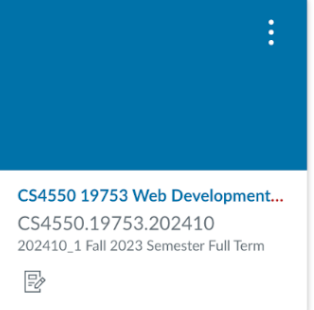 CS4550 19753 Web Development...
CS4550.19753.202410
202410_1 Fall 2023 Semester Full Term